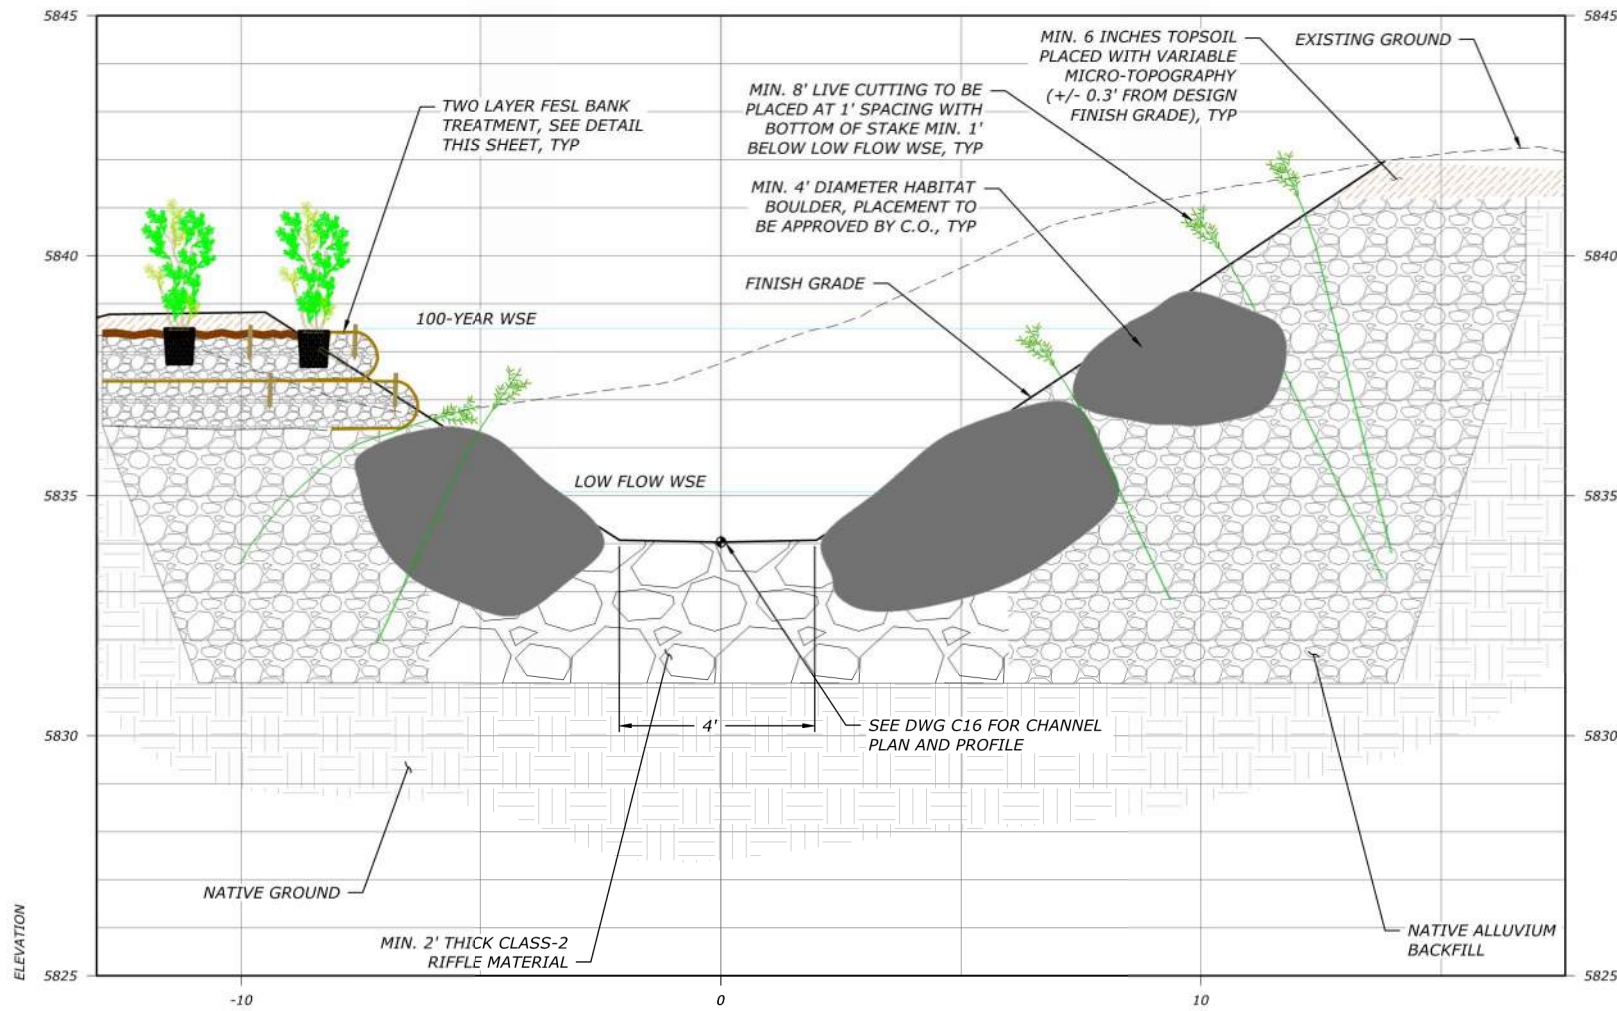 5845
5845
MIN. 6 INCHES TOPSOIL
PLACED WITH VARIABLE
MICRO-TOPOGRAPHY
(+/- 0.3' FROM DESIGN
FINISH GRADE), TYP
EXISTING GROUND
MIN. 8' LIVE CUTTING TO BE
PLACED AT 1' SPACING WITH
BOTTOM OF STAKE MIN. 1'
BELOW LOW FLOW WSE, TYP
TWO LAYER FESL BANK
TREATMENT, SEE DETAIL
THIS SHEET, TYP
MIN. 4' DIAMETER HABITAT
BOULDER, PLACEMENT TO
BE APPROVED BY C.O., TYP
5840
5840
FINISH GRADE
100-YEAR WSE
LOW FLOW WSE
5835
5835
4'
SEE DWG C16 FOR CHANNEL
PLAN AND PROFILE
5830
5830
NATIVE GROUND
MIN. 2' THICK CLASS-2
RIFFLE MATERIAL
NATIVE ALLUVIUM
BACKFILL
ELEVATION
5825
5825
-10
0
10